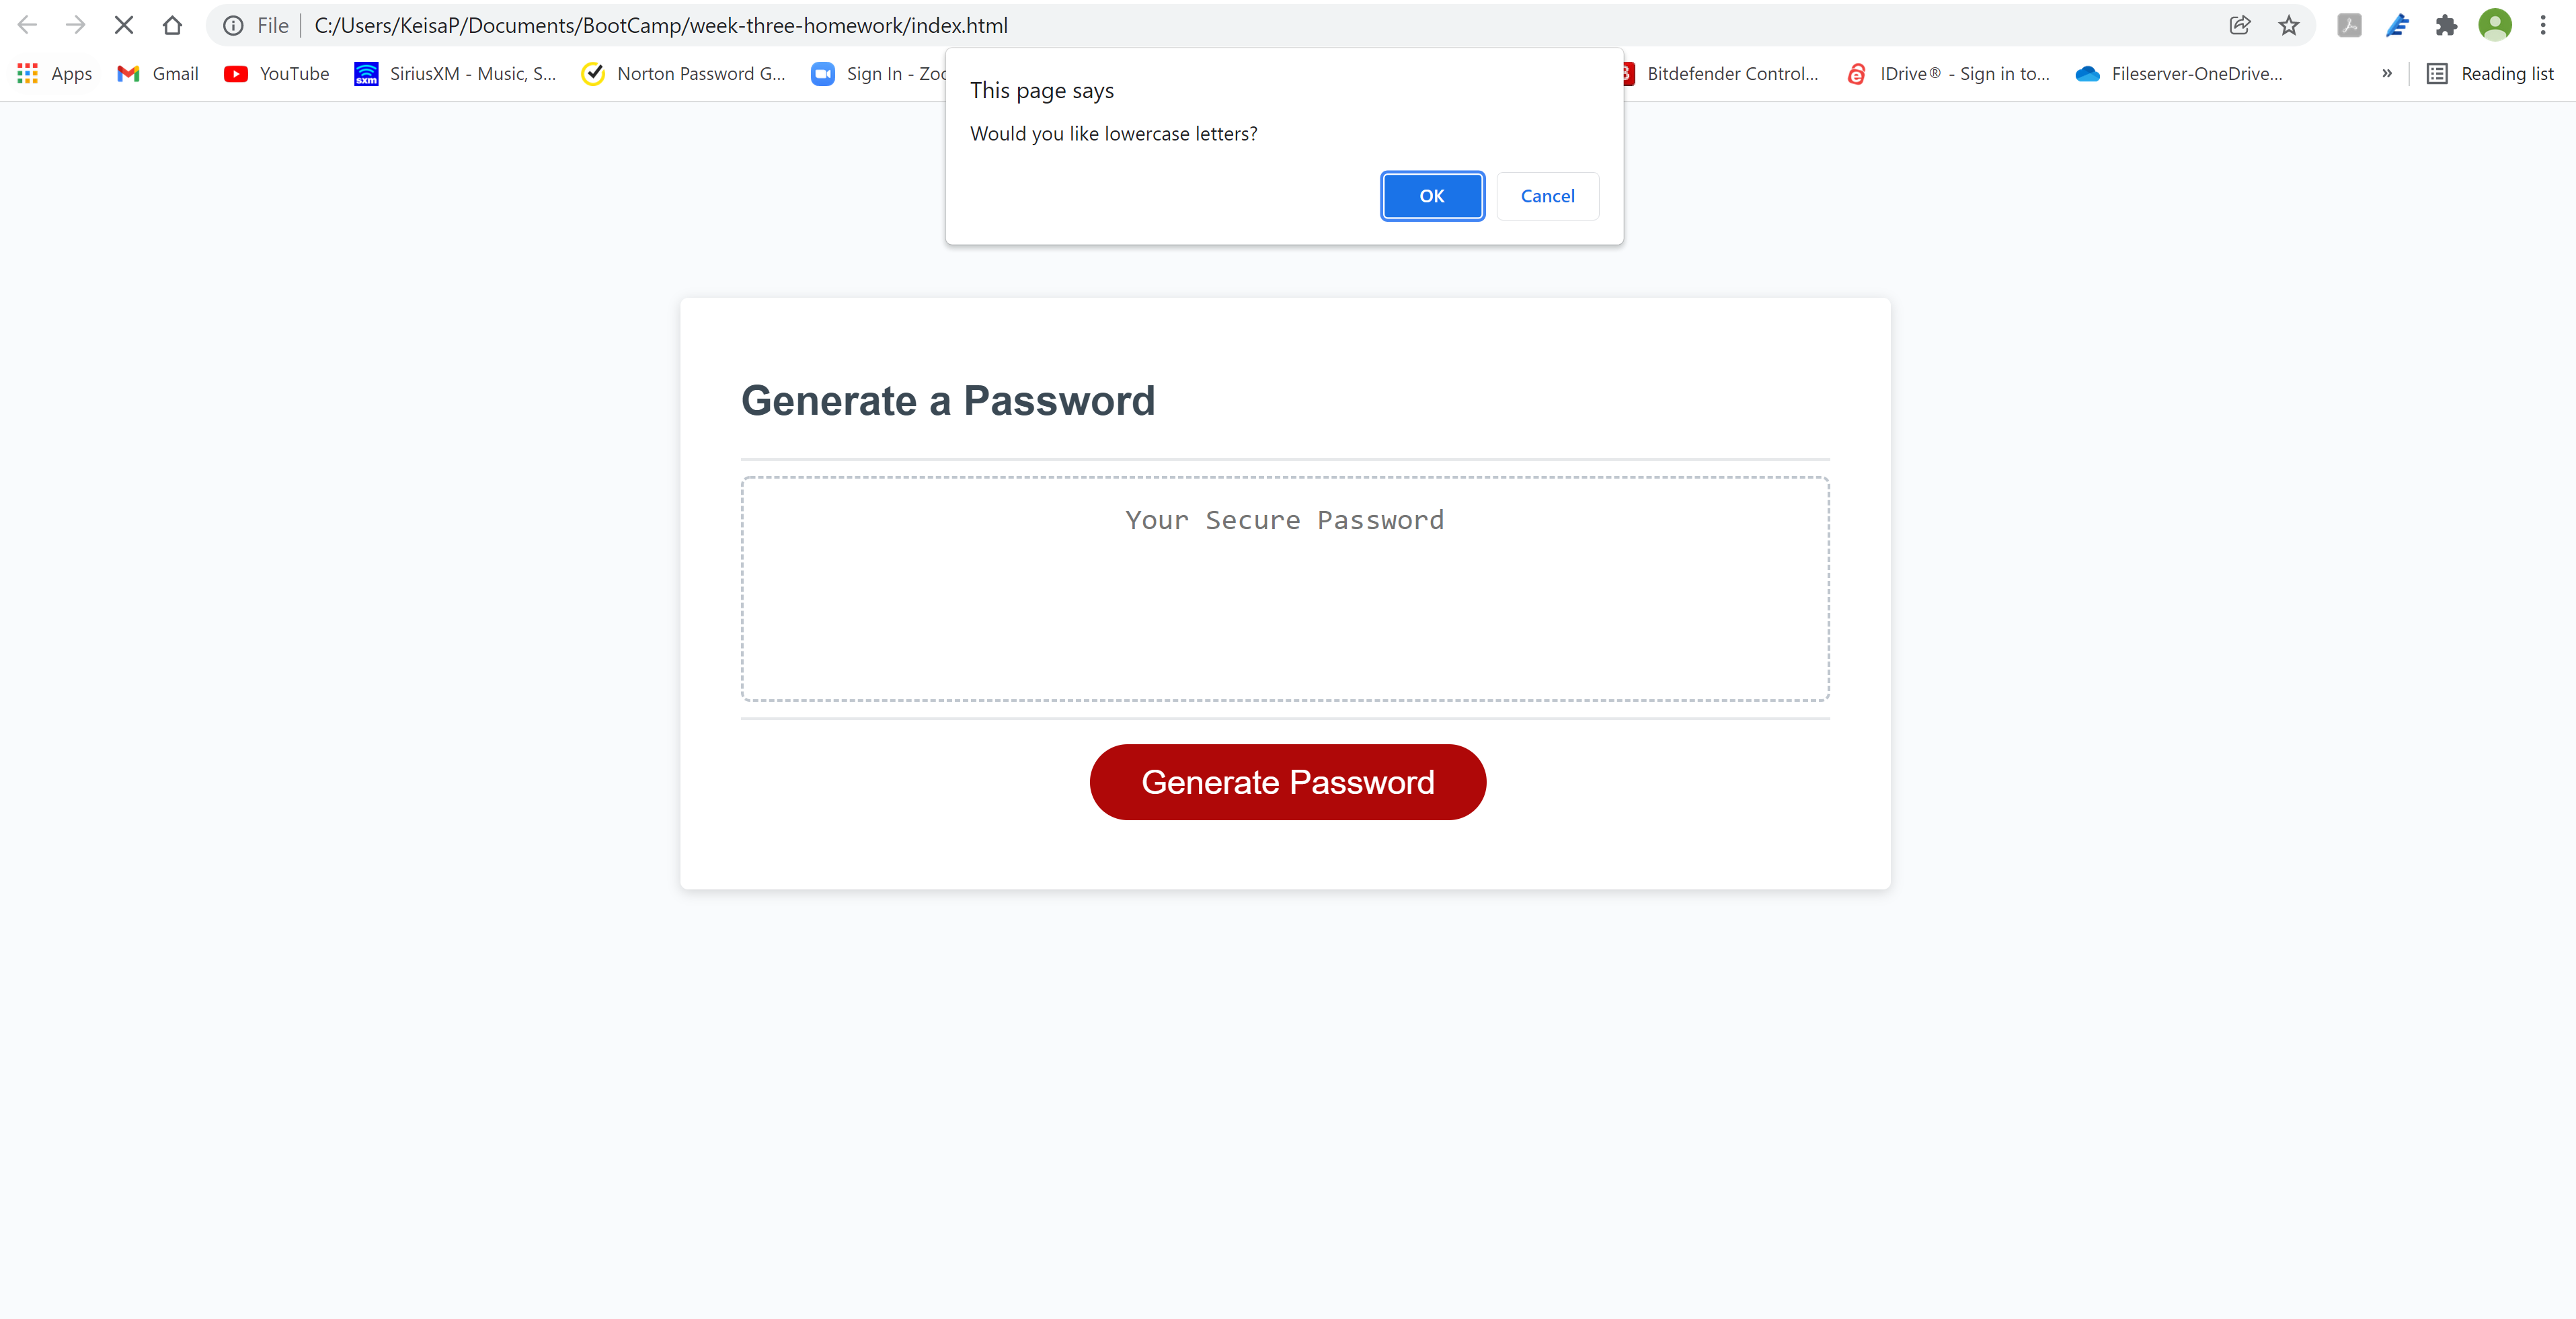 File C:/Users/KeisaP/Documents/BootCamp/week-three-homework/index.html
Apps Gmail YouTube sxm SiriusXM - Music, S... Norton Password G... Sign In - Zoo Bitdefender Control... IDrive® - Sign in to... Fileserver-OneDrive... » Reading list
This page says
Would you like lowercase letters?
OK Cancel
Generate a Password
Your Secure Password
Generate Password